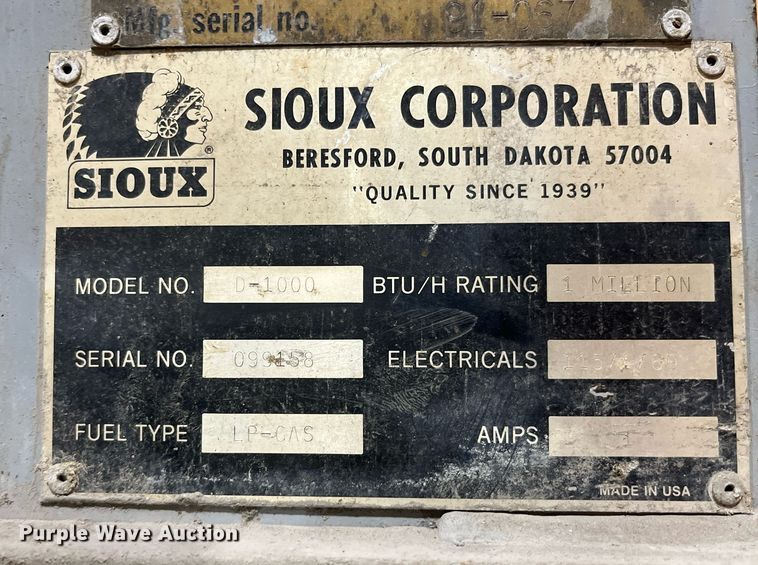 Mfg. serial no.
SIOUX
®
SIOUX CORPORATION
BERESFORD, SOUTH DAKOTA 57004
"QUALITY SINCE 1939"
MODEL NO. D-1000 BTU/H RATING 1 MILLION
SERIAL NO. 099158 ELECTRICALS
FUEL TYPE LP-GAS AMPS
MADE IN USA
Purple Wave Auction